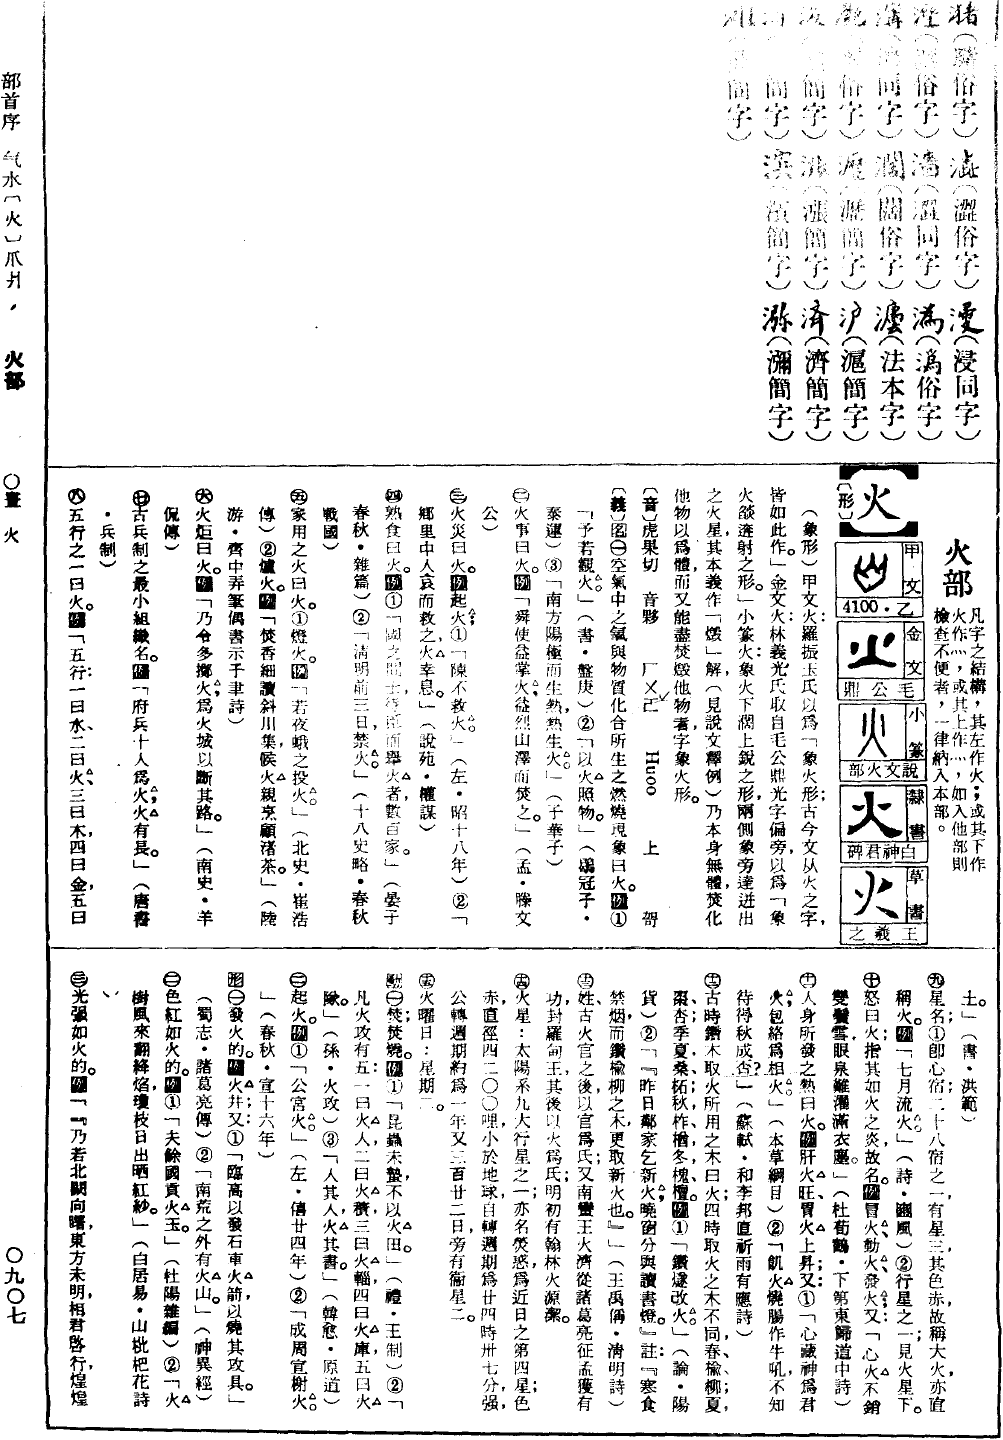 潴(瀦俗字)澁(澀俗字)㴆(浸同字)
俗字)濇(澀同字)溈(潙俗字)
同字)濶(闊俗字)灋(法本字)
俗字)瀝簡字)沪(滬簡字)
簡字)漲簡字)済(濟簡字)
簡字)滨(濱簡字)㳽(瀰簡字)
簡字)
火部
凡字之結構,其左作火;或其下作
火作灬,或其上作⺌,如入他部則
檢查不便者,一律納入本部。
【火】
〔形〕
甲文 4100・乙
金文 毛公鼎
小篆 說文火部
隸書 白神君碑
草書 王羲之
(象形)甲文火羅振玉氏以爲「象火形;古今文从火之字,
皆如此作。」金文火:林義光氏取自毛公鼎光字偏旁,以爲「象
火燄迸射之形。」小篆火:象火下濶上銳之形,兩側象旁達迸出
之火星,其本義作「燬」解(見說文釋例)乃本身無體,焚化
他物以爲體,而又能盡焚燬他物者,字象火形。
〔音〕虎果切 音夥 ㄏㄨㄛˇ Huoo 上 哿
〔義〕名㊀空氣中之氧與物質化合所生之燃燒現象曰火。例①
「予若觀火。」(書・盤庚)②「以火照物。」(鶡冠子・
泰鴻)③「南方陽極而生熱,熱生火。」(子華子)
㊁火事曰火。例「舜使益掌火,益烈山澤而焚之。」(孟・滕文
公)
㊂火災曰火。例起火;①「陳不救火。」(左・昭十八年)②「
鄉里中人哀而救之,火幸息。」(說苑・權謀)
㊃熟食曰火。例①「國之閒士待臣而舉火者數百家。」(晏子
春秋・雜篇)②「清明前三日禁火。」(十八史略・春秋
戰國)
㊄家用之火曰火。①燈火。例「若夜蛾之投火。」(北史・崔浩
傳)②爐火。例「焚香細讀斜川集,候火親烹顧渚茶。」(陸
游・齊中弄筆偶書示子聿詩)
㊅火炬曰火。例「乃令多擲火,爲火城以斷其路。」(南史・羊
侃傳)
㊆古兵制之最小組織名。例「府兵十人爲火,火有長。」(唐書
・兵制)
㊇五行之一曰火。例「五行:一曰水、二曰火、三曰木,四曰金,五曰
土。」(書・洪範)
㊈星名①卽心宿;二十八宿之一,有星三,其色赤,故稱大火,亦直
稱火。例「七月流火。」(詩・豳風)②行星之一;見火星下。
㊉怒曰火;指其如火之炎,故名。例冒火、動火、發火;又「心火不銷
雙鬢雪,眼泉難濯滿衣塵。」(杜荀鶴・下第東歸道中詩)
㈩㊀人身所發之熱曰火。例肝火旺、胃火上昇;又①「心藏神爲君
火,包絡爲相火。」(本草綱目)②「飢火燒腸作牛吼,不知
待得秋成否?」(蘇軾・和李邦直祈雨有應詩)
㈩㊁古時鑽木取火,所用之木曰火;四時取火之木不同,春楡、柳;夏、
棗、杏;季夏、桑、柘;秋、柞、楢;冬、槐、檀。例①「鑽燧改火。」(論・陽
貨)②「『昨日鄰家乞新火,曉窗分與讀書燈。』註:『寒食
禁烟而鑽楡柳之木,更取新火也。』」(王禹偁・清明詩)
㈩㊂姓。古火官之後,以官爲氏;又南蠻王火濟從諸葛亮征孟獲有
功,封羅甸王,其後以火爲氏;明初有翰林火源潔。
㈩㊃火星:太陽系九大行星之一,亦名熒惑,爲近日之第四星;色
赤,直徑四二〇〇哩,小於地球,自轉週期爲廿四時卅七分强,
公轉週期約爲一年又三百廿二日,旁有衞星二。
㈩㊄火曜日:星期二。
動㊀焚;焚燒。例①「昆蟲未蟄,不以火田。」(禮・王制)②「
凡火攻有五:一曰火人,二曰火積,三曰火輜,四曰火庫,五曰火
隊。」(孫・火攻)③「人其人,火其書。」(韓愈・原道)
㊁起火。例①「公宮火。」(左・僖廿四年)②「成周宣榭火。
」(春秋・宣十六年)
形㊀發火的。例火井;又①「臨高以發石車火箭,以燒其攻具。」
(蜀志・諸葛亮傳)②「南荒之外有火山。」(神異經)
㊁色紅如火的。例①「夫餘國貢火玉。」(杜陽雜編)②「火
樹風來翻絳焰,瓊枝日出晒紅紗。」(白居易・山枇杷花詩
)
㊂光强如火的。例「『乃若北闕向曙,東方未明,相君啓行,煌煌
部首序 气水〔火〕爪爿
火部
〇畫 火
〇九〇七